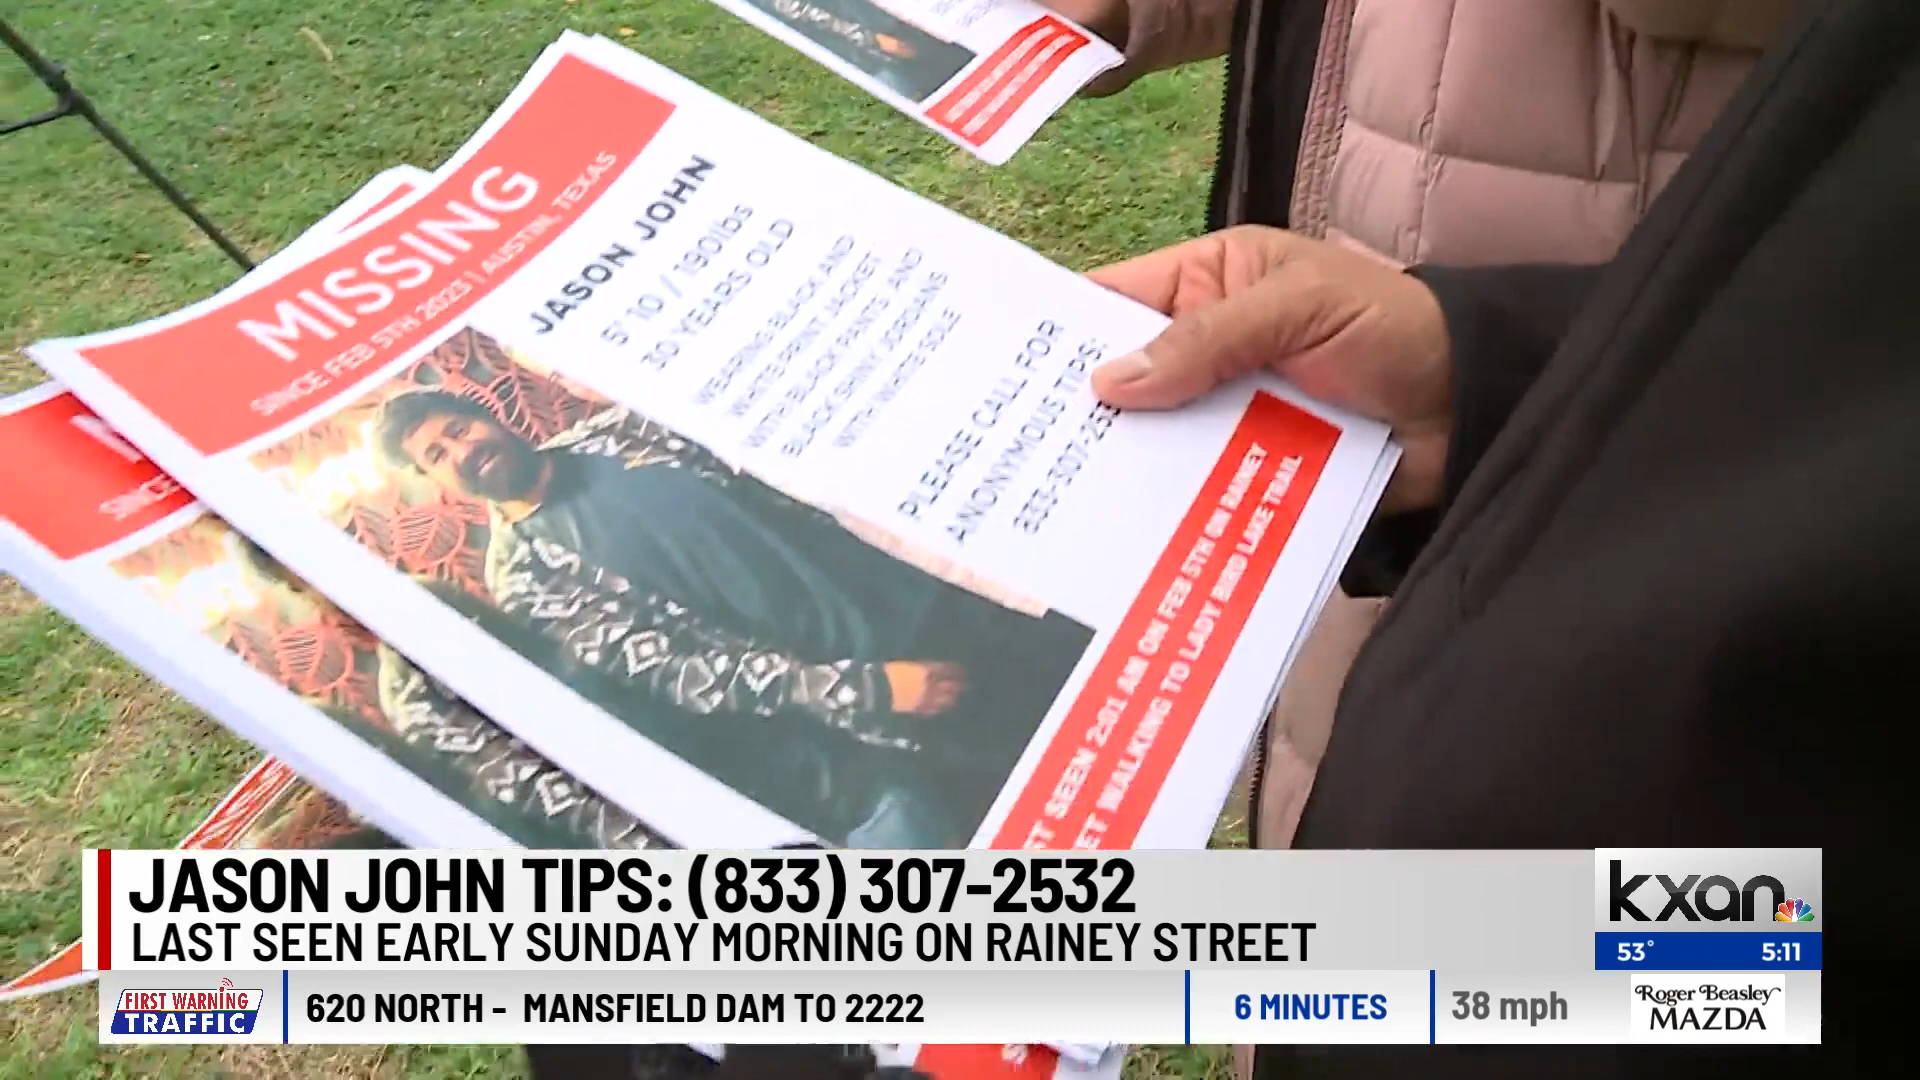 MISSING
SINCE FEB 5TH 2023 | AUSTIN, TEXAS
JASON JOHN
5' 10 / 190lbs
30 YEARS OLD
WEARING BLACK AND
WHITE PRINT JACKET
WITH BLACK PANTS AND
BLACK SHINY JORDANS
WITH WHITE SOLE
PLEASE CALL FOR
ANONYMOUS TIPS:
833-307-253
SEEN 2:01 AM ON FEB 5TH ON RAINEY
WALKING TO LADY BIRD LAKE TRAIL
SINCE
JASON JOHN TIPS: (833) 307-2532
LAST SEEN EARLY SUNDAY MORNING ON RAINEY STREET
kxan
53° 5:11
FIRST WARNING
TRAFFIC
620 NORTH - MANSFIELD DAM TO 2222
6 MINUTES
38 mph
Roger Beasley
MAZDA